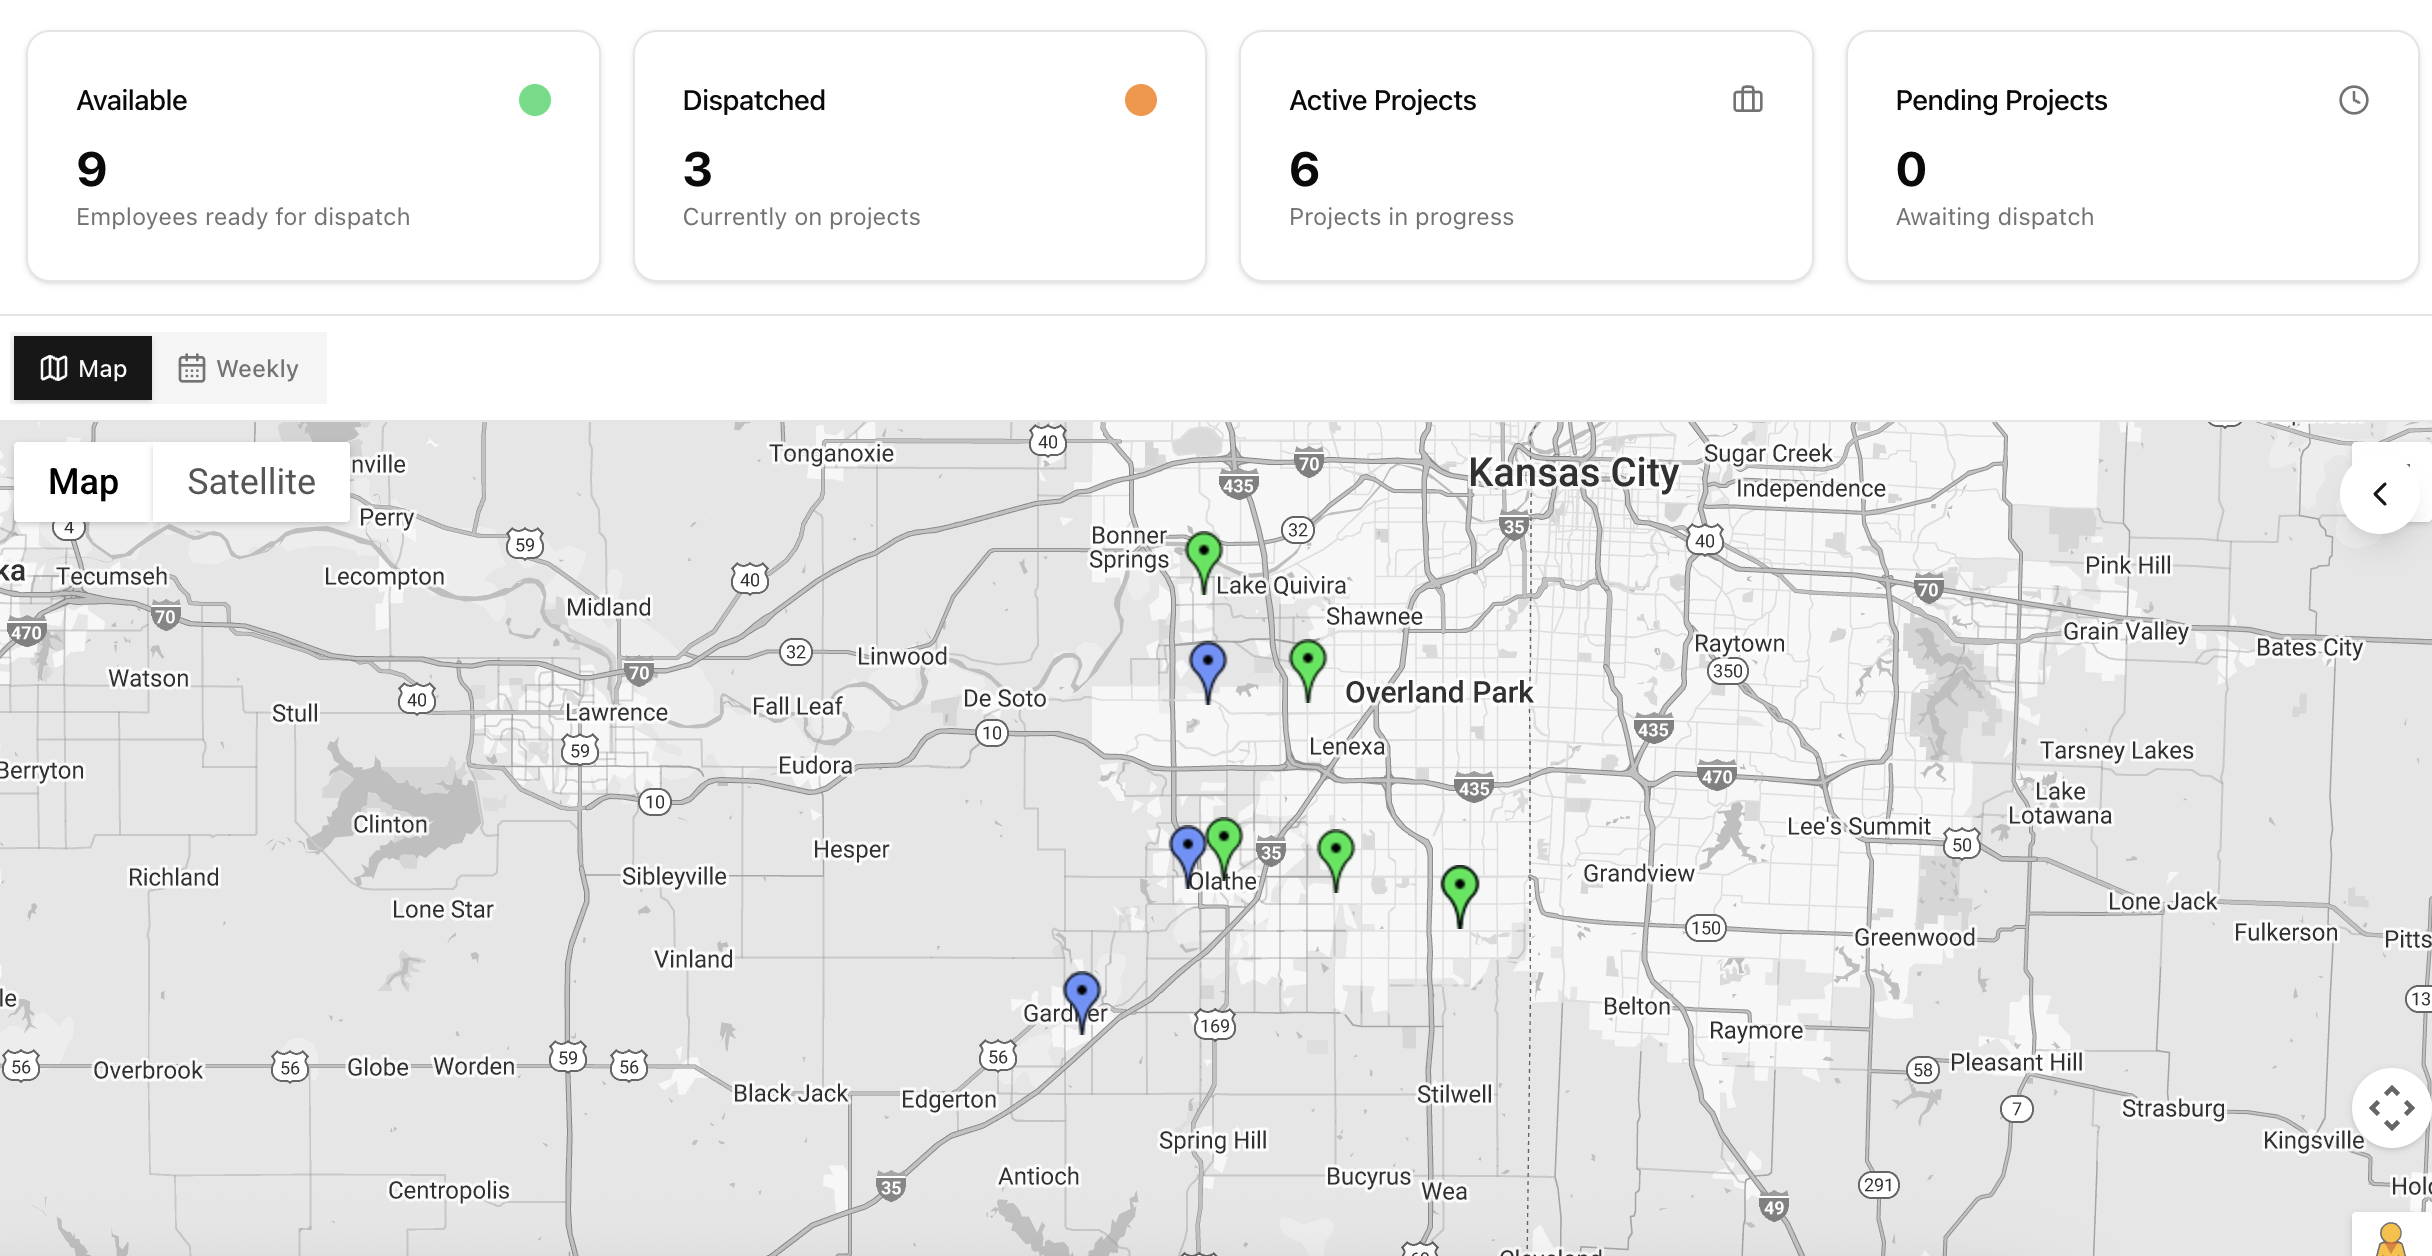 Available
9
Employees ready for dispatch
Dispatched
3
Currently on projects
Active Projects
6
Projects in progress
Pending Projects
0
Awaiting dispatch
Map
Weekly
Map
Satellite
nville
Tonganoxie
40
70
435
Kansas City
Sugar Creek
Independence
Perry
4
59
Bonner
Springs
32
35
40
ka
Tecumseh
Lecompton
40
Midland
Lake Quivira
Shawnee
70
Pink Hill
470
70
32
Linwood
Raytown
350
Grain Valley
Bates City
Watson
40
70
Stull
Lawrence
Fall Leaf
De Soto
Overland Park
10
59
Lenexa
435
Tarsney Lakes
Berryton
Eudora
10
435
470
Lake
Lotawana
Clinton
Hesper
35
Lee's Summit
50
Richland
Sibleyville
Olathe
Grandview
Lone Star
Lone Jack
150
Greenwood
Fulkerson
Pitts
Vinland
le
Gardner
169
Belton
Raymore
13
56
Overbrook
56
Globe
Worden
59
56
56
Pleasant Hill
58
Black Jack
Edgerton
Stilwell
7
Strasburg
Spring Hill
Kingsville
Centropolis
35
Antioch
Bucyrus
Wea
49
291
Hold